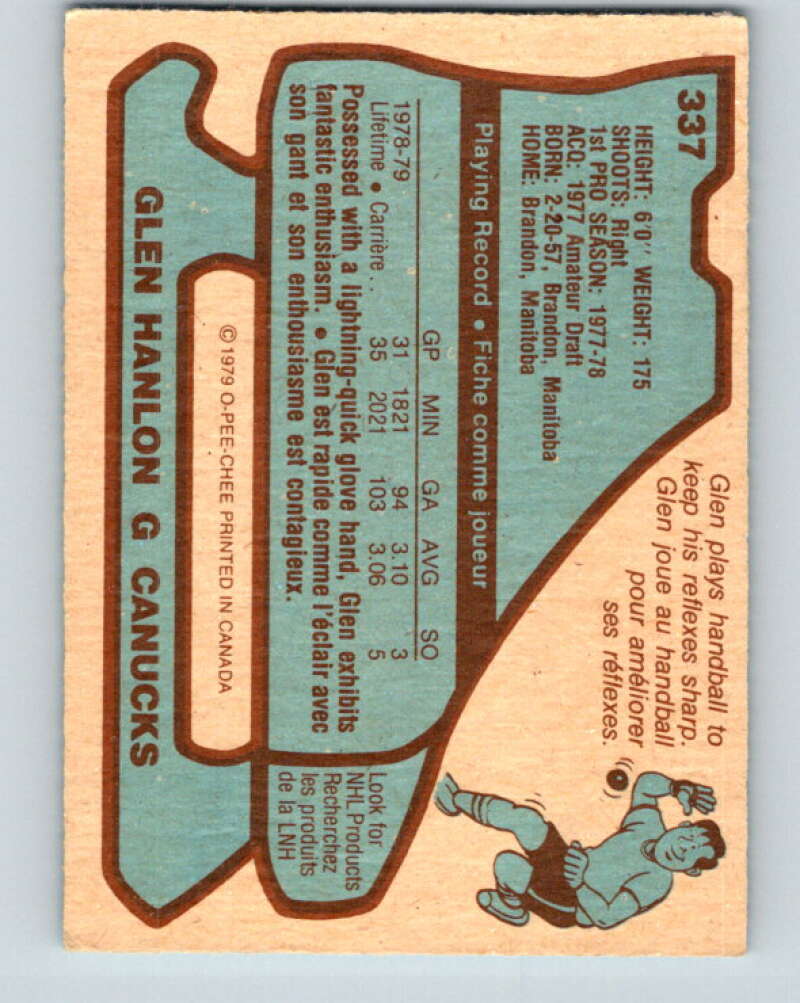 337
HEIGHT: 6'0" WEIGHT: 175
SHOOTS: Right
1st PRO SEASON: 1977-78
ACQ: 1977 Amateur Draft
BORN: 2-20-57, Brandon, Manitoba
HOME: Brandon, Manitoba
Glen plays handball to
keep his reflexes sharp.
Glen joue au handball
pour améliorer
ses réflexes.
Playing Record • Fiche comme joueur
GP MIN GA AVG SO
1978-79 31 1821 94 3.10 3
Lifetime • Carrière . . 35 2021 103 3.06 5
Possessed with a lightning-quick glove hand, Glen exhibits
fantastic enthusiasm. • Glen est rapide comme l'éclair avec
son gant et son enthousiasme est contagieux.
Look for
NHL Products
Recherchez
les produits
de la LNH
© 1979 O-PEE-CHEE PRINTED IN CANADA
GLEN HANLON G CANUCKS